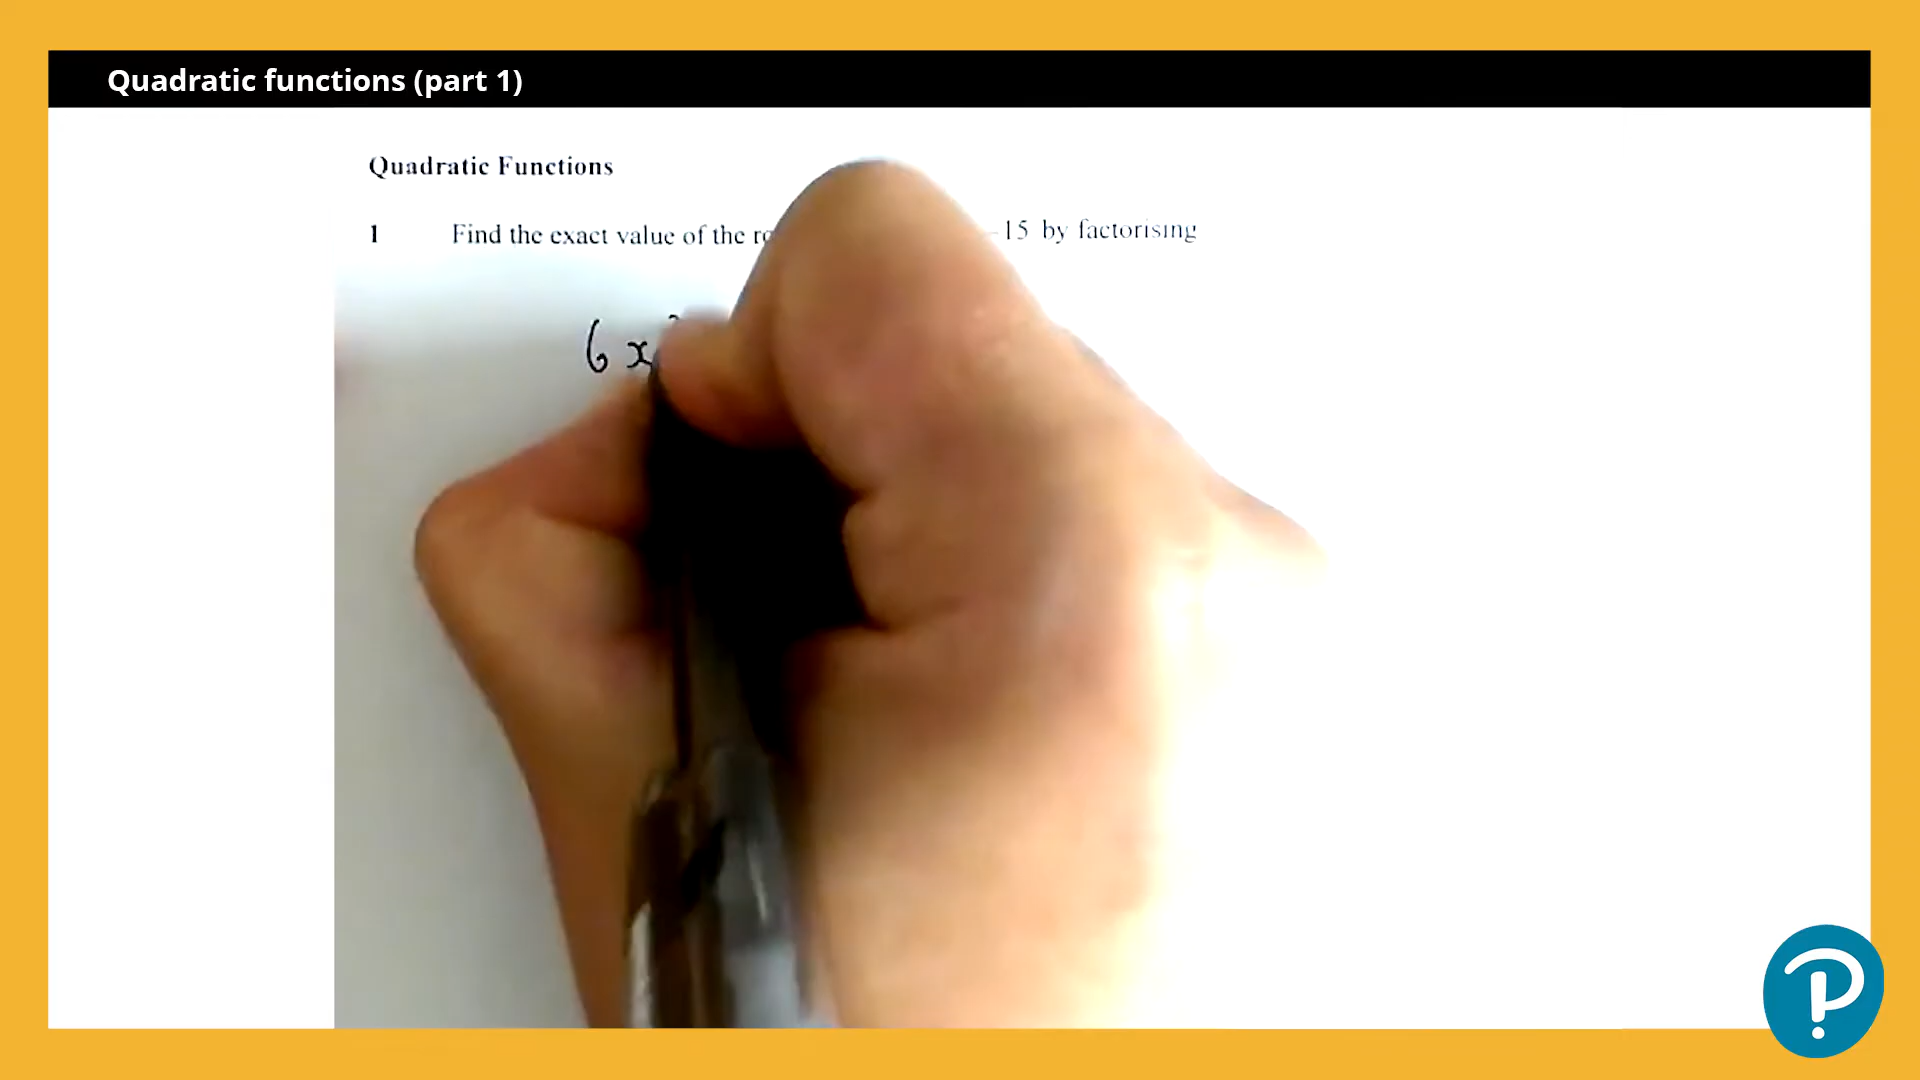 Quadratic functions (part 1)
Quadratic Functions
1 Find the exact value of the -15 by factorising
6x
P